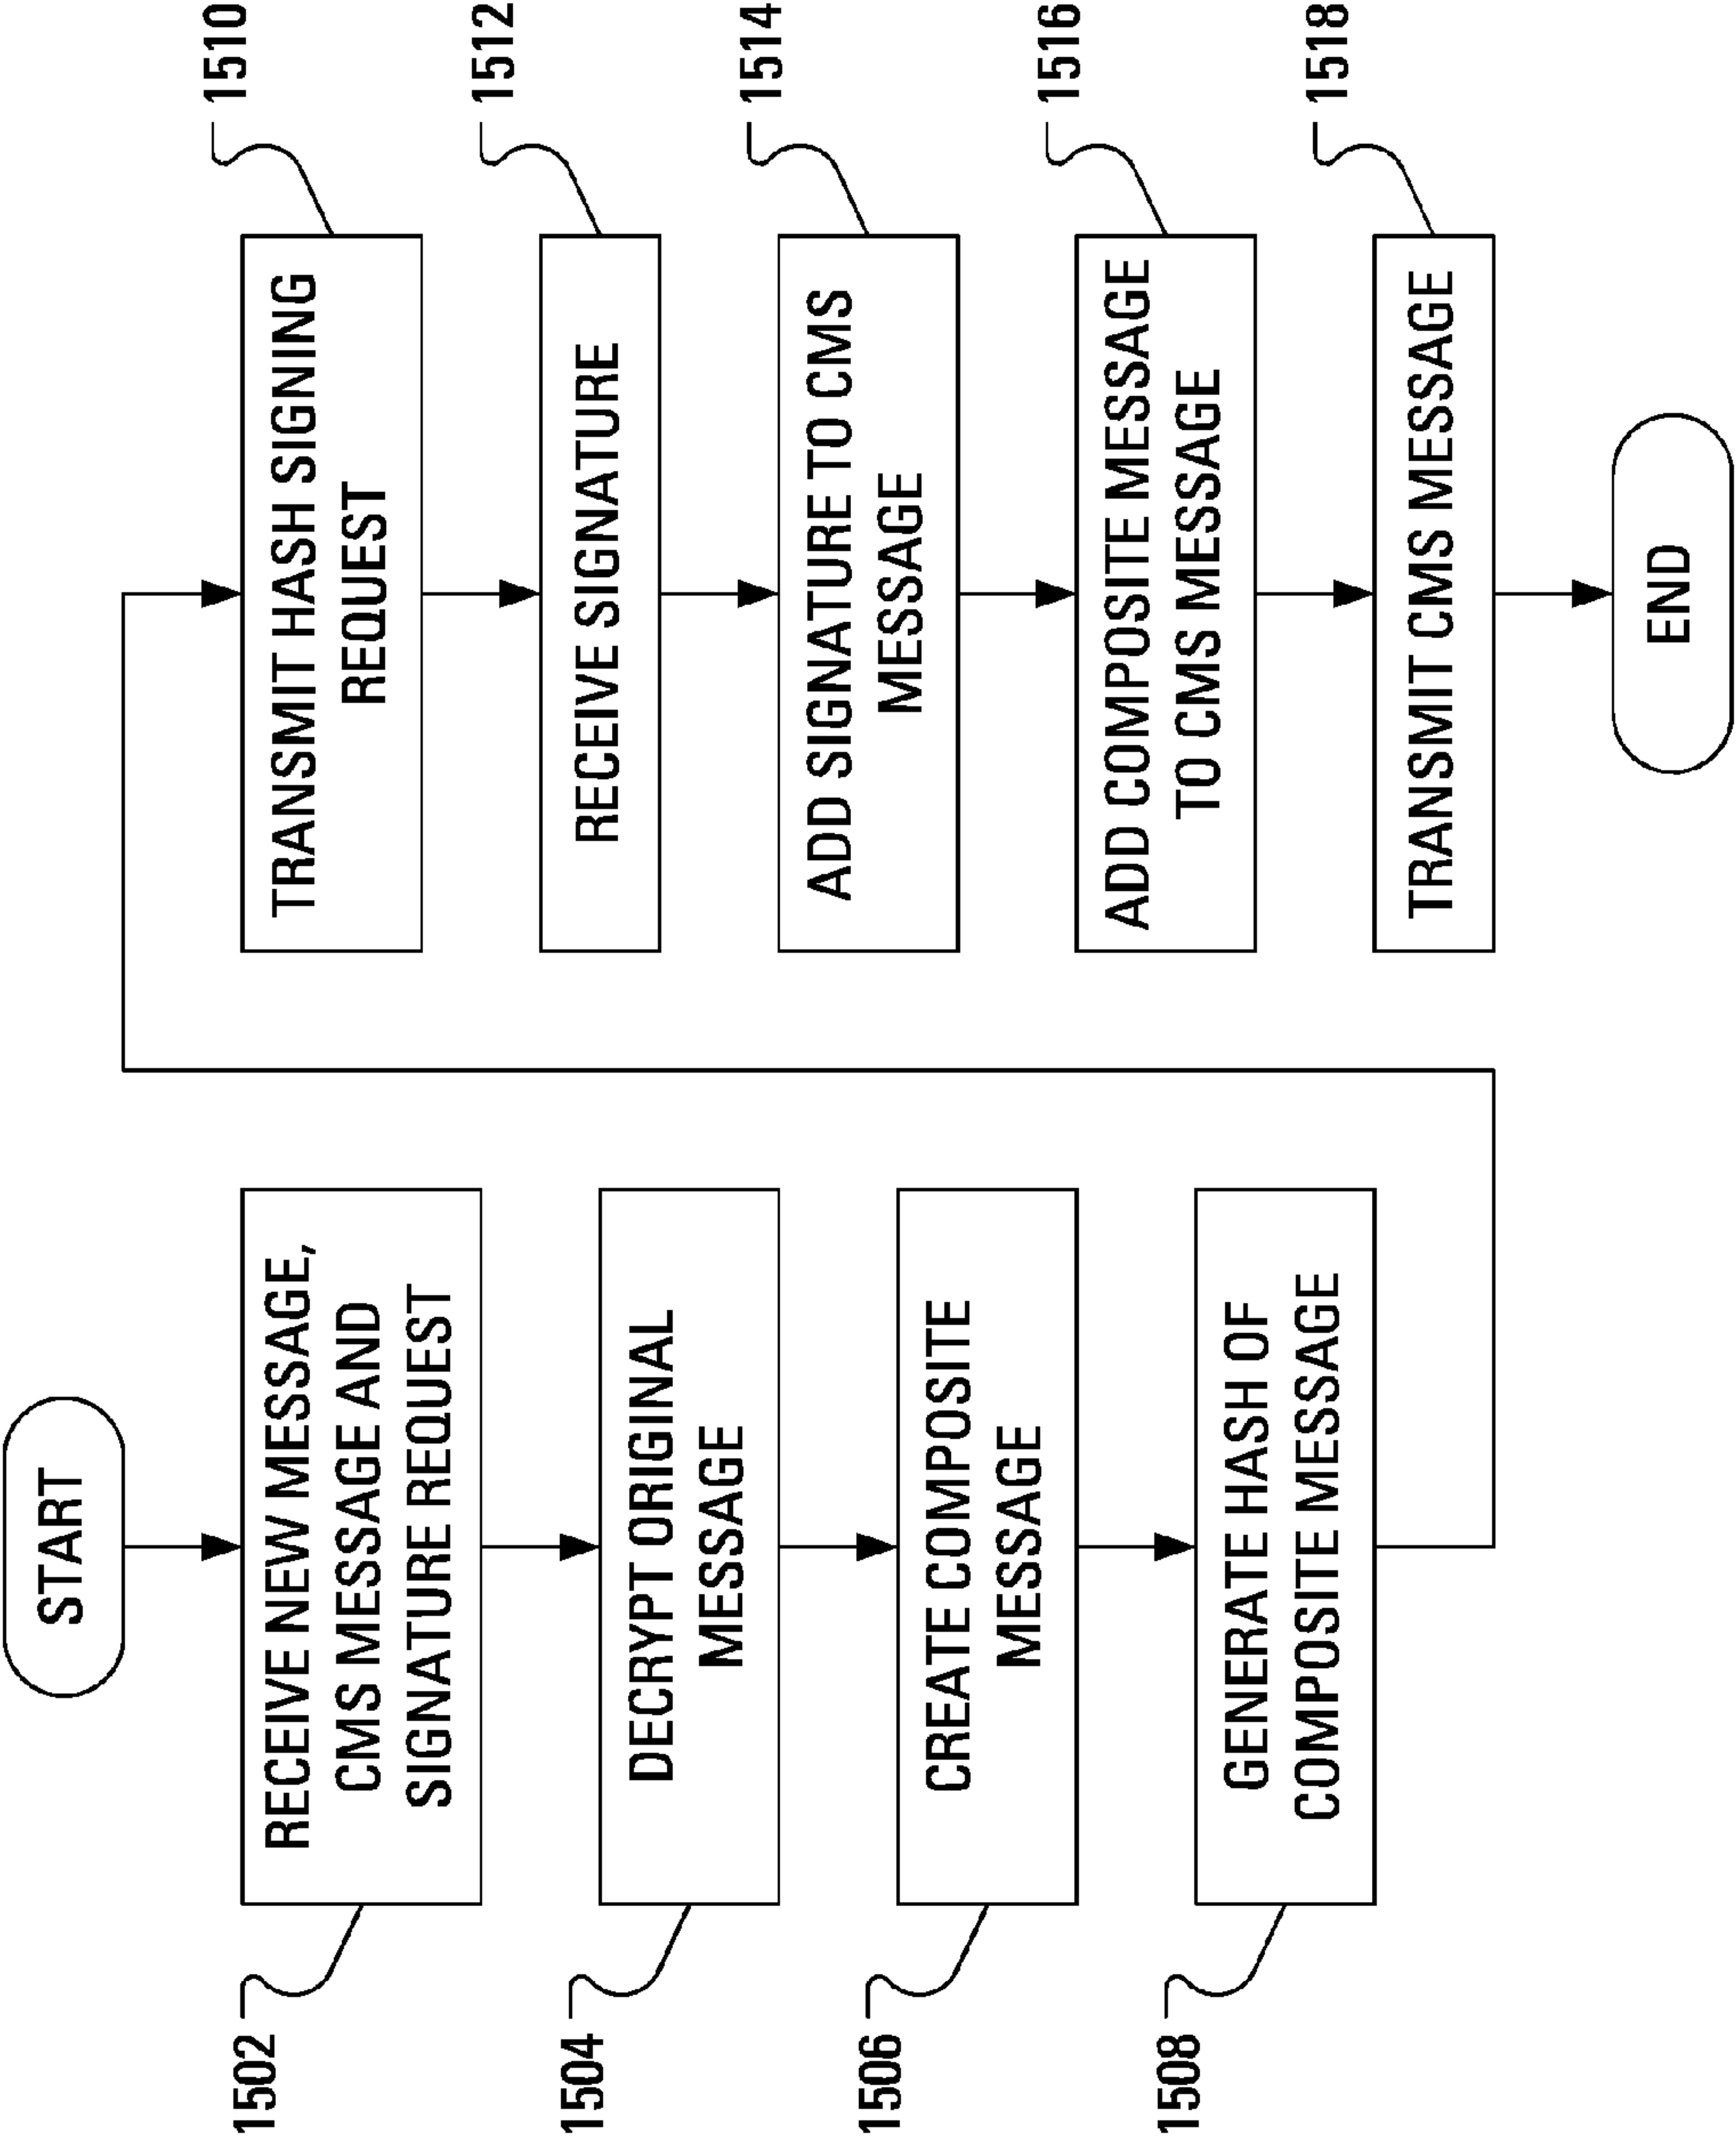 START
RECEIVE NEW MESSAGE,
CMS MESSAGE AND
SIGNATURE REQUEST
1502
DECRYPT ORIGINAL
MESSAGE
1504
CREATE COMPOSITE
MESSAGE
1506
GENERATE HASH OF
COMPOSITE MESSAGE
1508
TRANSMIT HASH SIGNING
REQUEST
1510
RECEIVE SIGNATURE
1512
ADD SIGNATURE TO CMS
MESSAGE
1514
ADD COMPOSITE MESSAGE
TO CMS MESSAGE
1516
TRANSMIT CMS MESSAGE
1518
END